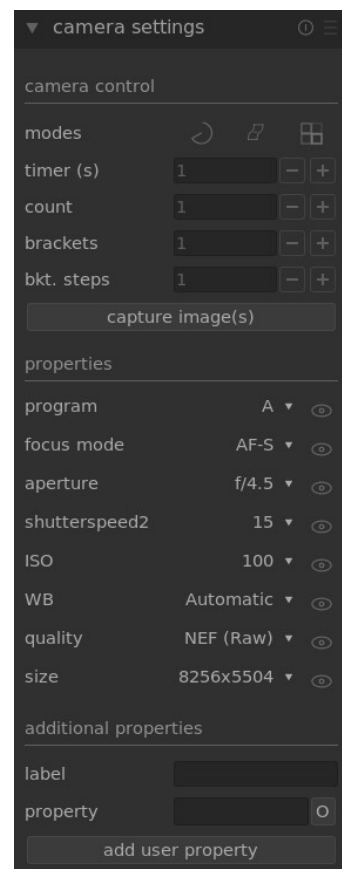 camera settings
camera control
modes
timer (s) 1 − +
count 1 − +
brackets 1 − +
bkt. steps 1 − +
capture image(s)
properties
program A
focus mode AF-S
aperture f/4.5
shutterspeed2 15
ISO 100
WB Automatic
quality NEF (Raw)
size 8256x5504
additional properties
label
property O
add user property